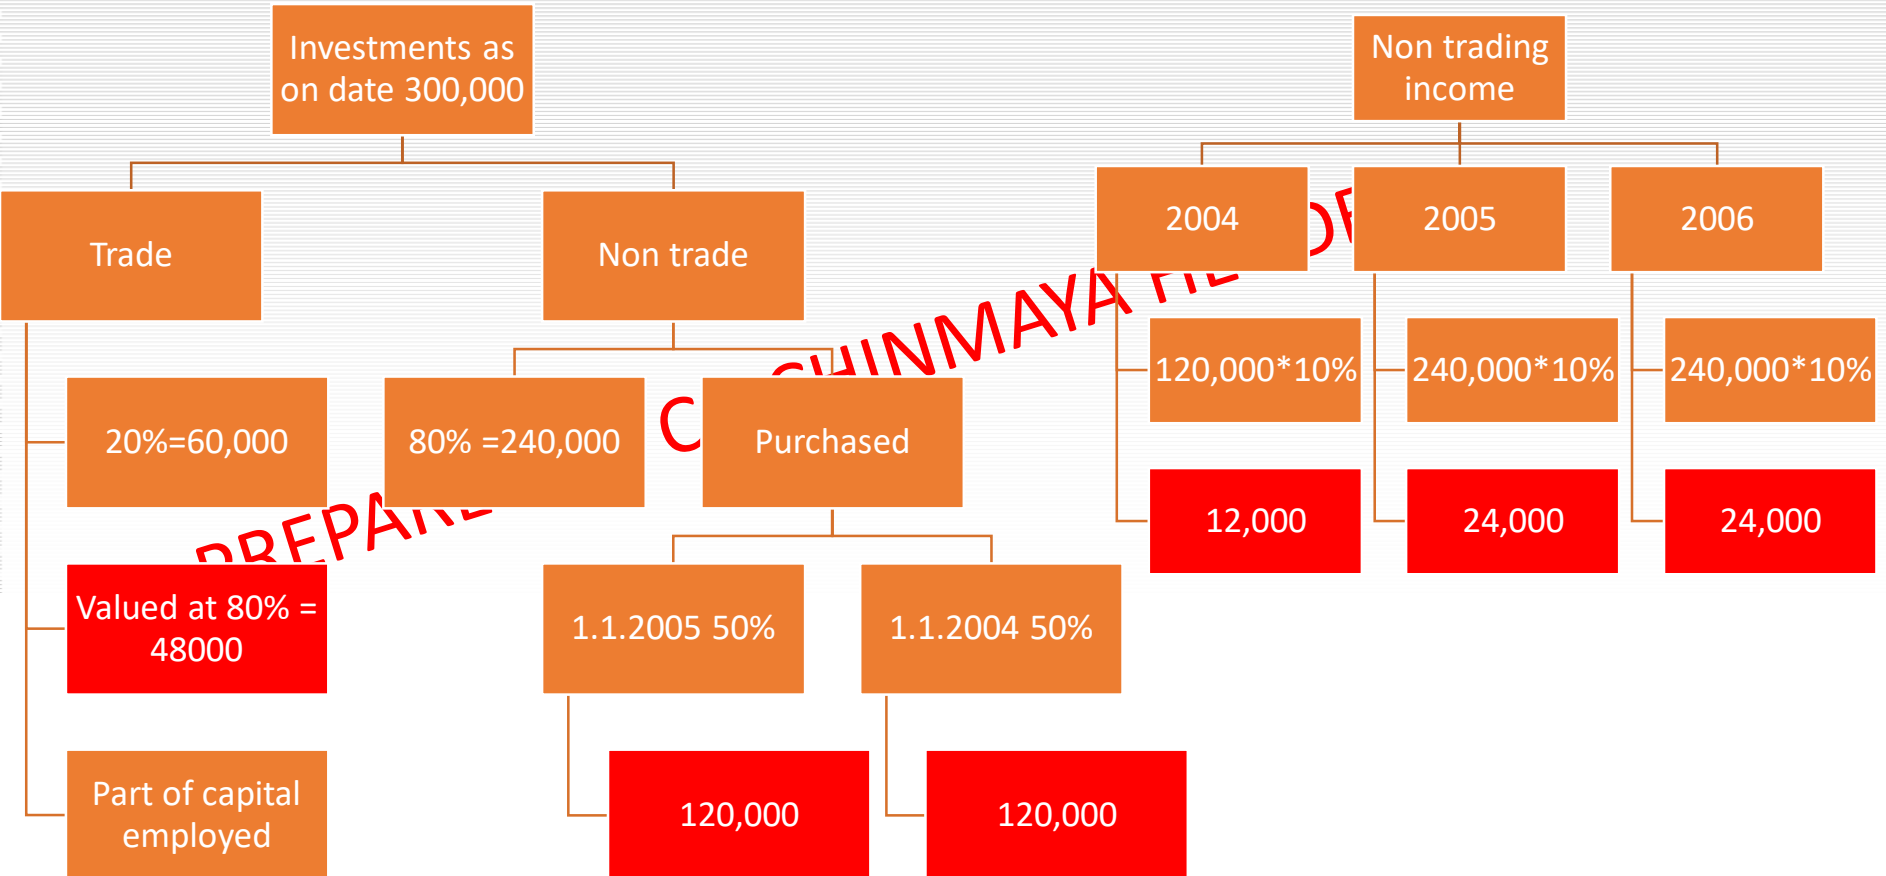 Investments as
on date 300,000
Trade
Non trade
20%=60,000
80% =240,000
Purchased
Valued at 80% =
48000
1.1.2005 50%
1.1.2004 50%
Part of capital
employed
120,000
120,000
Non trading
income
2004
2005
2006
120,000*10%
240,000*10%
240,000*10%
12,000
24,000
24,000
CHINMAYA